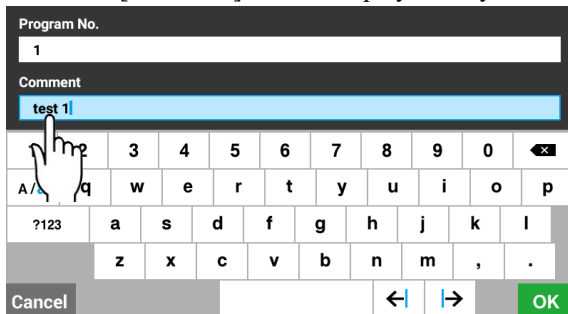 Program No.
1
Comment
test 1
2 3 4 5 6 7 8 9 0
A/a q w e r t y u i o p
?123 a s d f g h j k l
z x c v b n m , .
Cancel OK